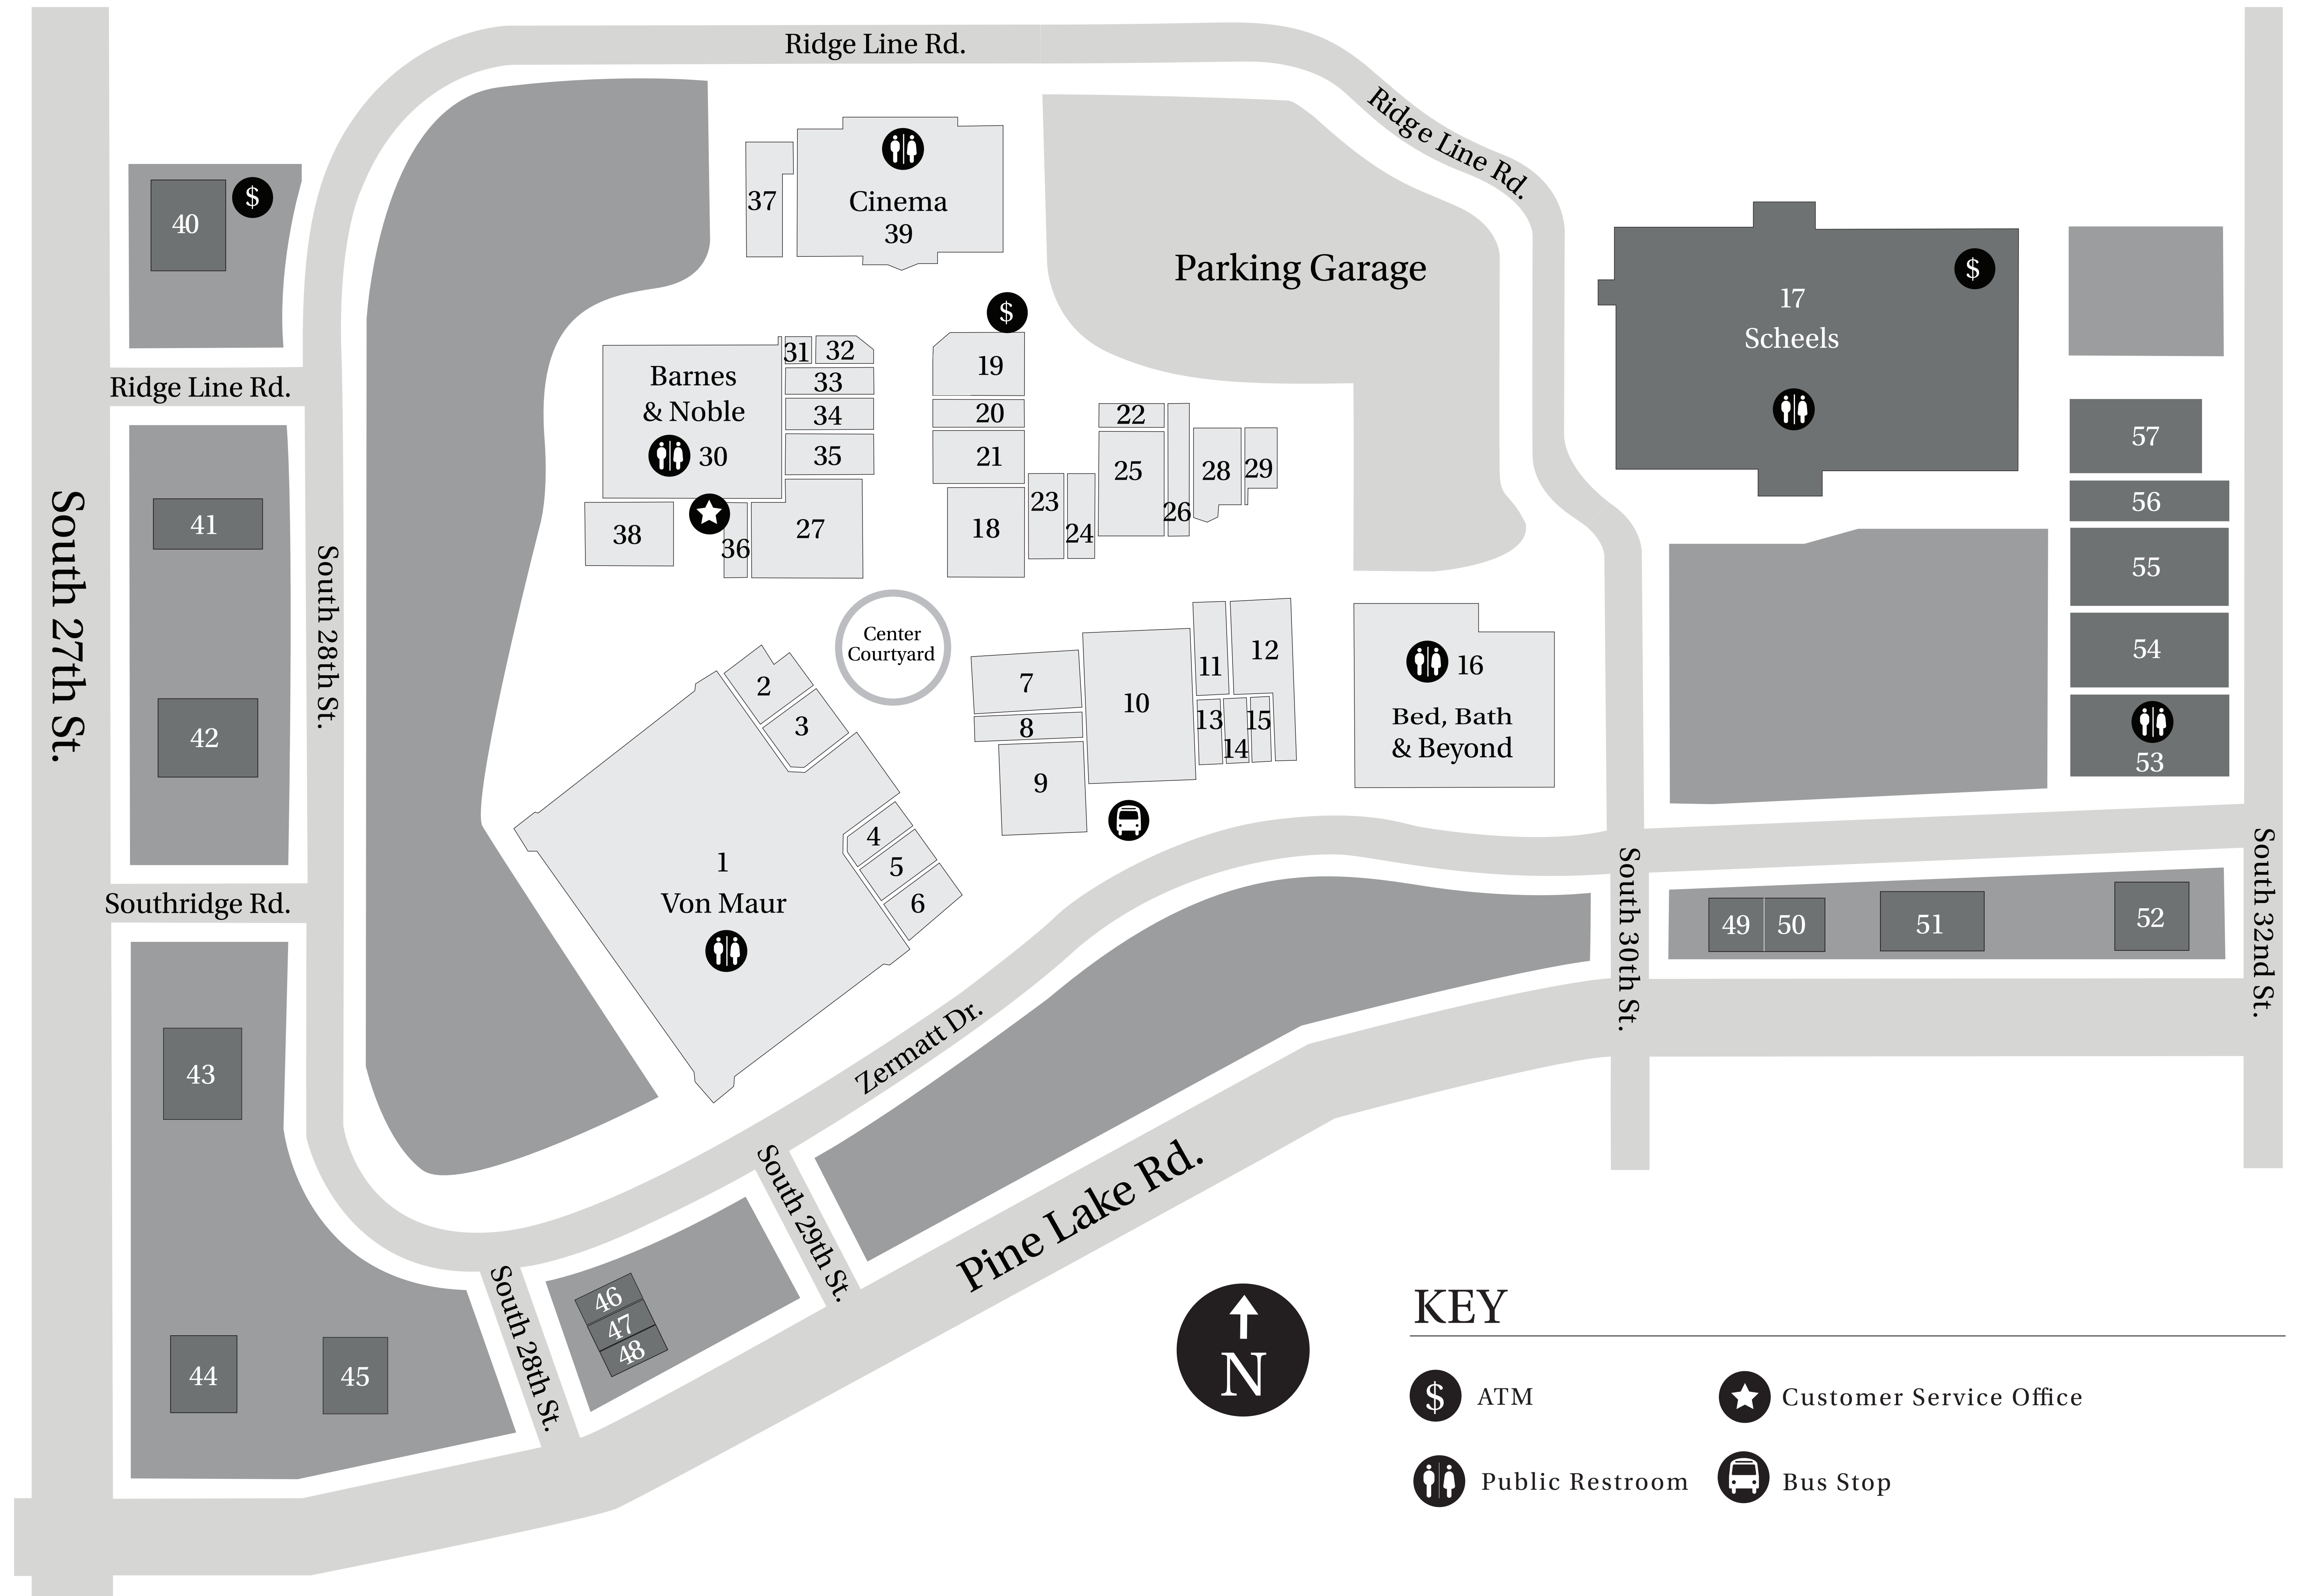 Ridge Line Rd.
Ridge Line Rd.
37
Cinema
39
40
$
Parking Garage
17
Scheels
$
$
Barnes
& Noble
30
31
32
33
34
35
19
20
21
22
25
26
28
29
Ridge Line Rd.
57
56
55
54
53
38
36
27
18
23
24
41
South 27th St.
South 28th St.
42
Center
Courtyard
2
3
7
8
9
10
11
12
13
14
15
16
Bed, Bath
& Beyond
4
5
6
1
Von Maur
Southridge Rd.
49
50
51
52
South 30th St.
South 32nd St.
43
Zermatt Dr.
South 29th St.
Pine Lake Rd.
44
45
South 28th St.
46
47
48
N
KEY
$ ATM
Customer Service Office
Public Restroom
Bus Stop